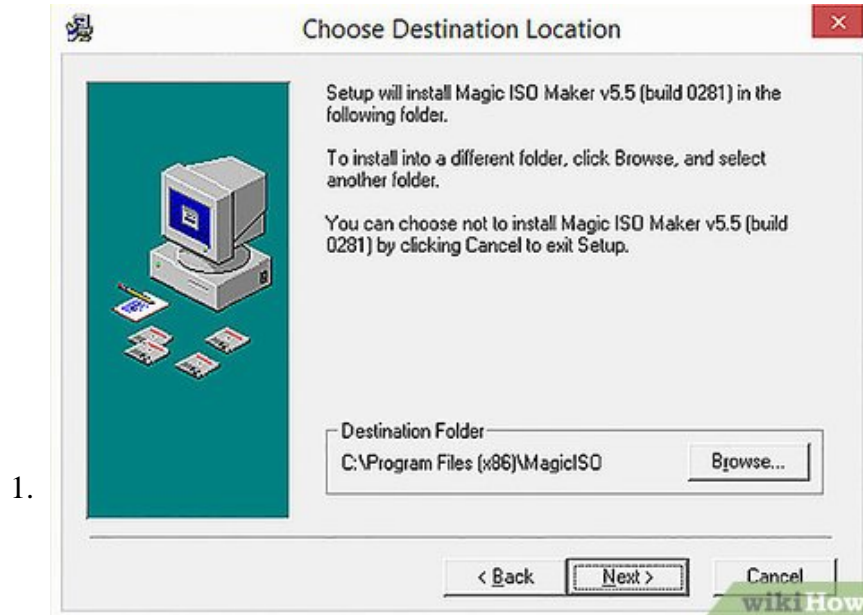 Choose Destination Location
Setup will install Magic ISO Maker v5.5 (build 0281) in the
following folder.
To install into a different folder, click Browse, and select
another folder.
You can choose not to install Magic ISO Maker v5.5 (build
0281) by clicking Cancel to exit Setup.
Destination Folder
C:\Program Files (x86)\MagicISO
Browse...
1.
< Back
Next >
Cancel
wikiHow